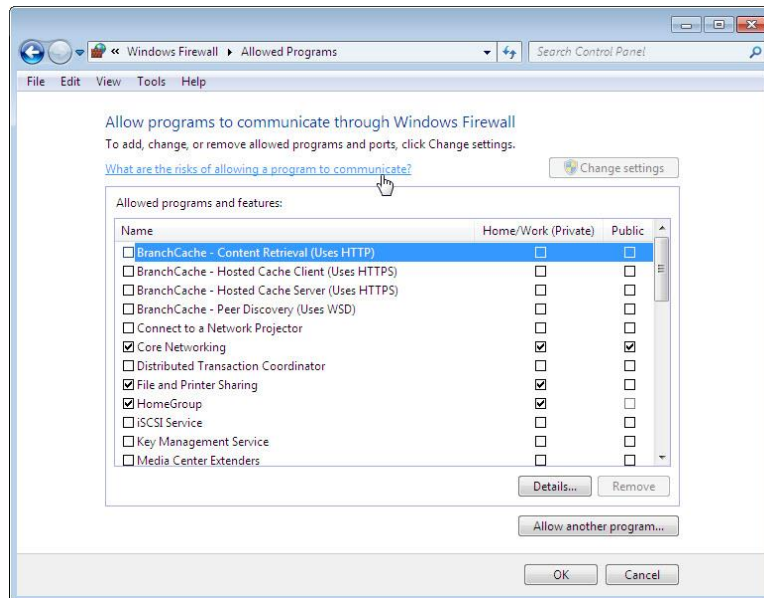 « Windows Firewall ▸ Allowed Programs Search Control Panel
File Edit View Tools Help
Allow programs to communicate through Windows Firewall
To add, change, or remove allowed programs and ports, click Change settings.
What are the risks of allowing a program to communicate? Change settings
Allowed programs and features:
Name Home/Work (Private) Public
BranchCache - Content Retrieval (Uses HTTP)
BranchCache - Hosted Cache Client (Uses HTTPS)
BranchCache - Hosted Cache Server (Uses HTTPS)
BranchCache - Peer Discovery (Uses WSD)
Connect to a Network Projector
Core Networking
Distributed Transaction Coordinator
File and Printer Sharing
HomeGroup
iSCSI Service
Key Management Service
Media Center Extenders
Details... Remove
Allow another program...
OK Cancel